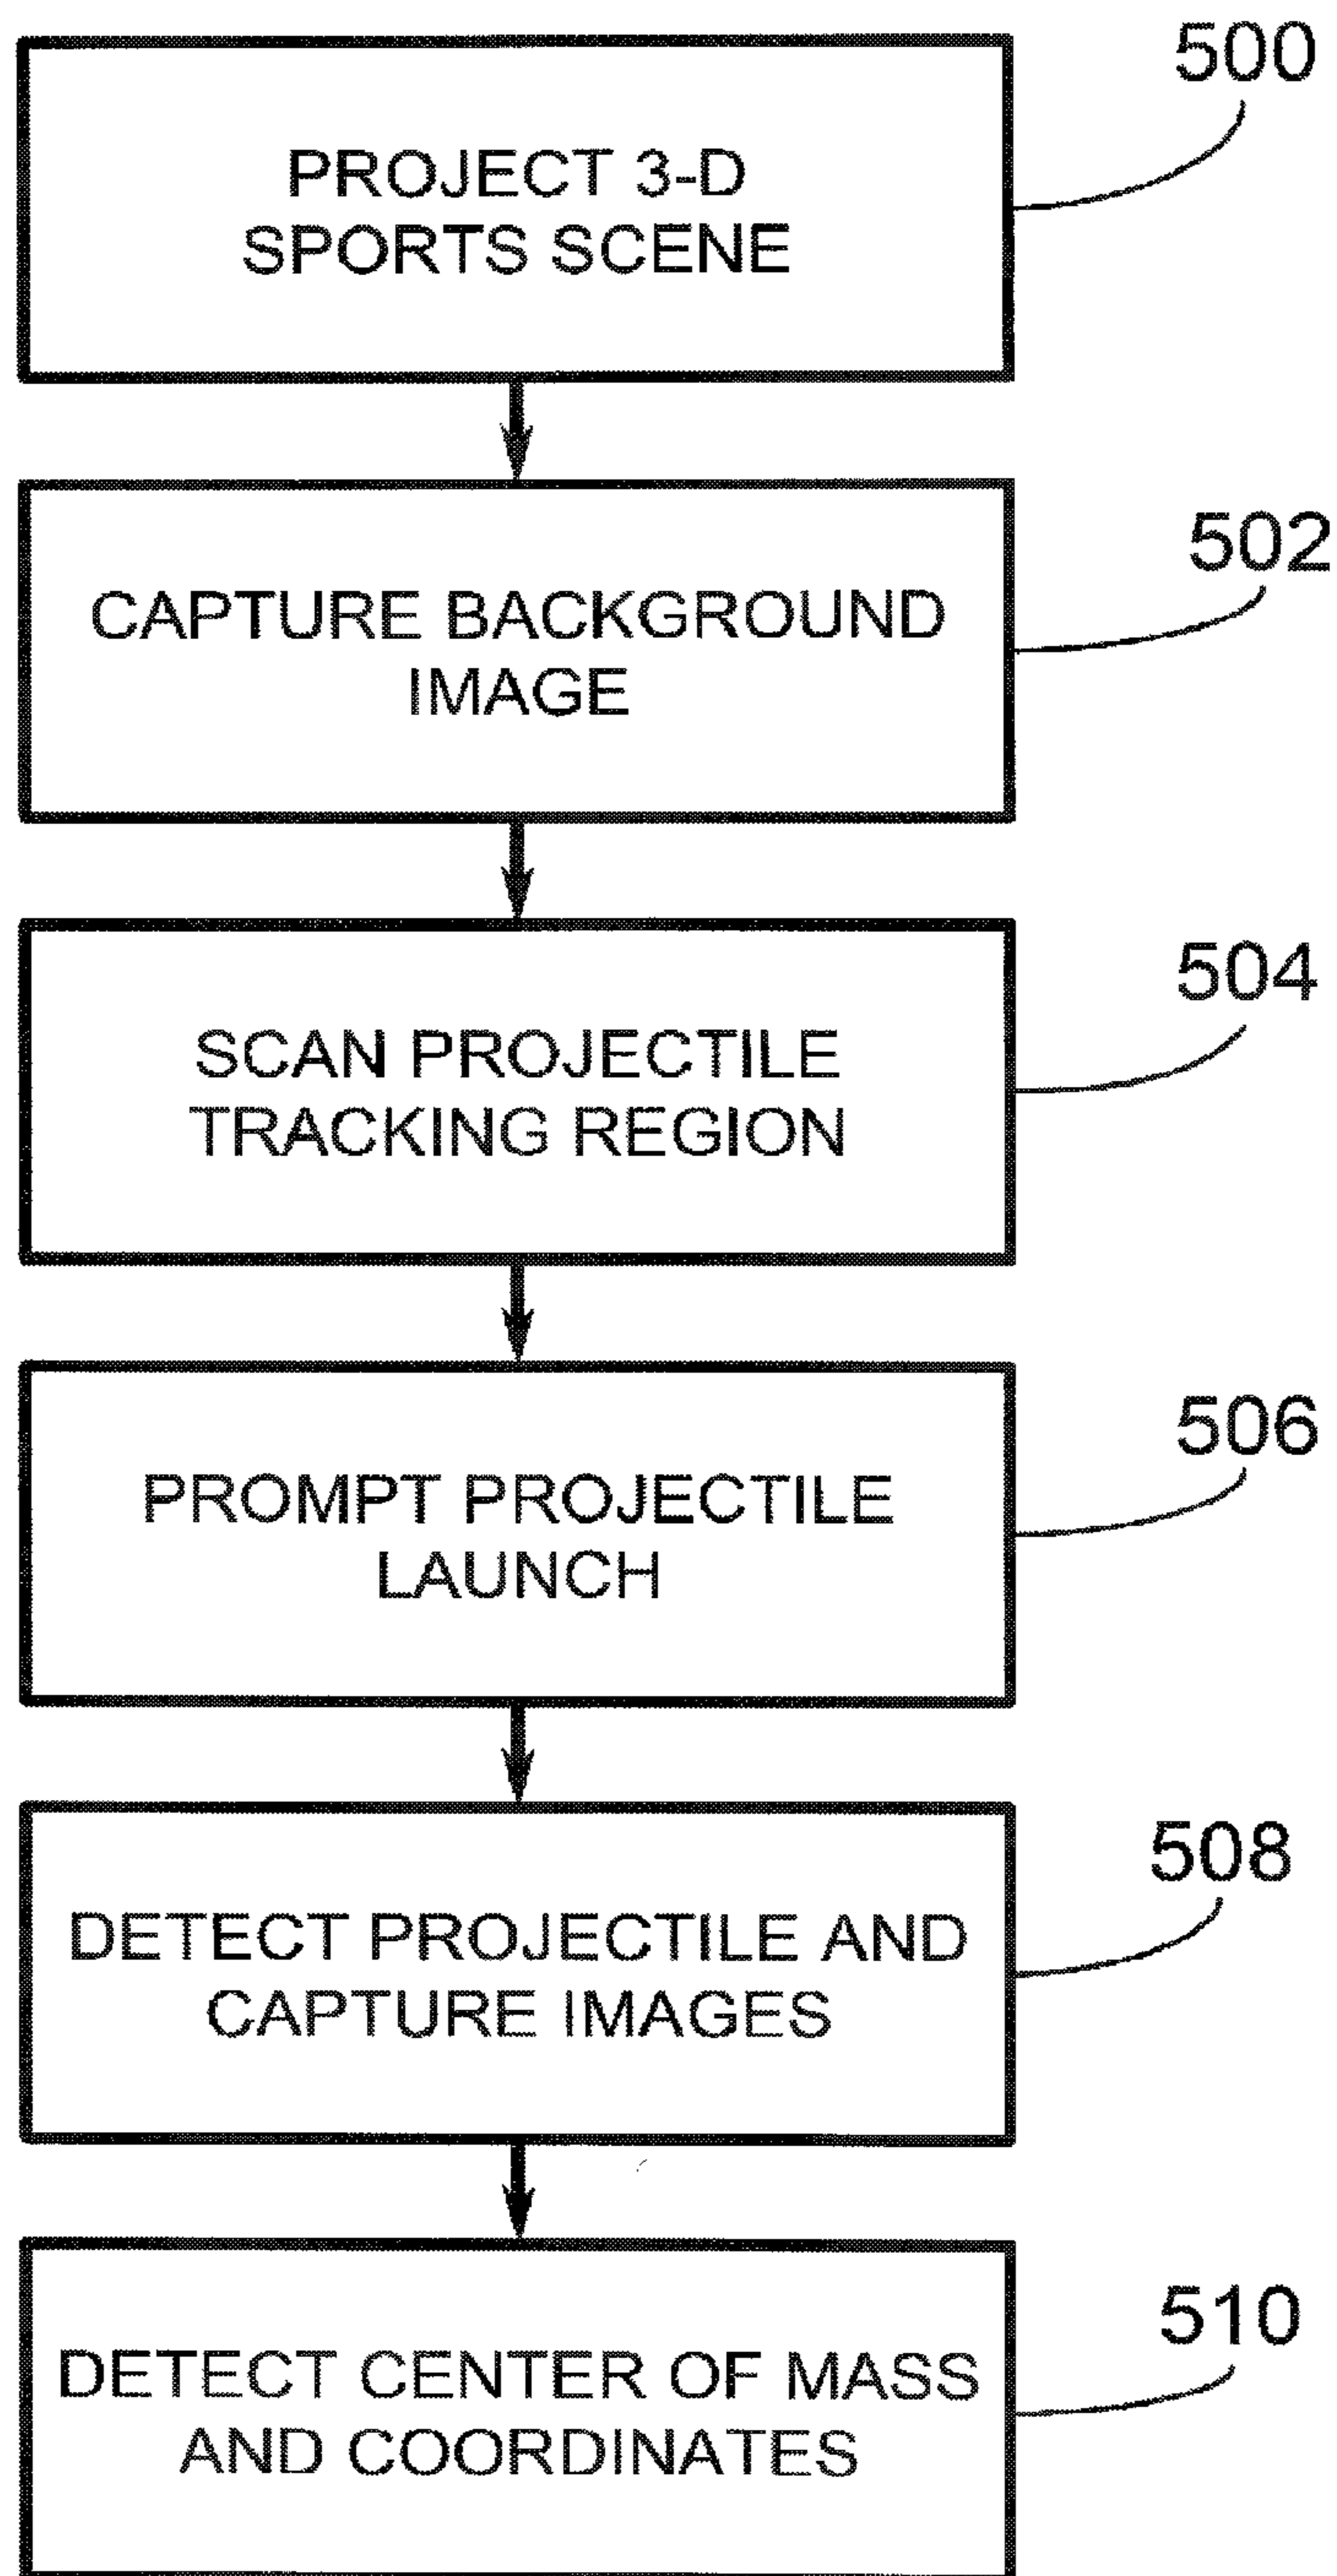 500
PROJECT 3-D
SPORTS SCENE
502
CAPTURE BACKGROUND
IMAGE
504
SCAN PROJECTILE
TRACKING REGION
506
PROMPT PROJECTILE
LAUNCH
508
DETECT PROJECTILE AND
CAPTURE IMAGES
510
DETECT CENTER OF MASS
AND COORDINATES